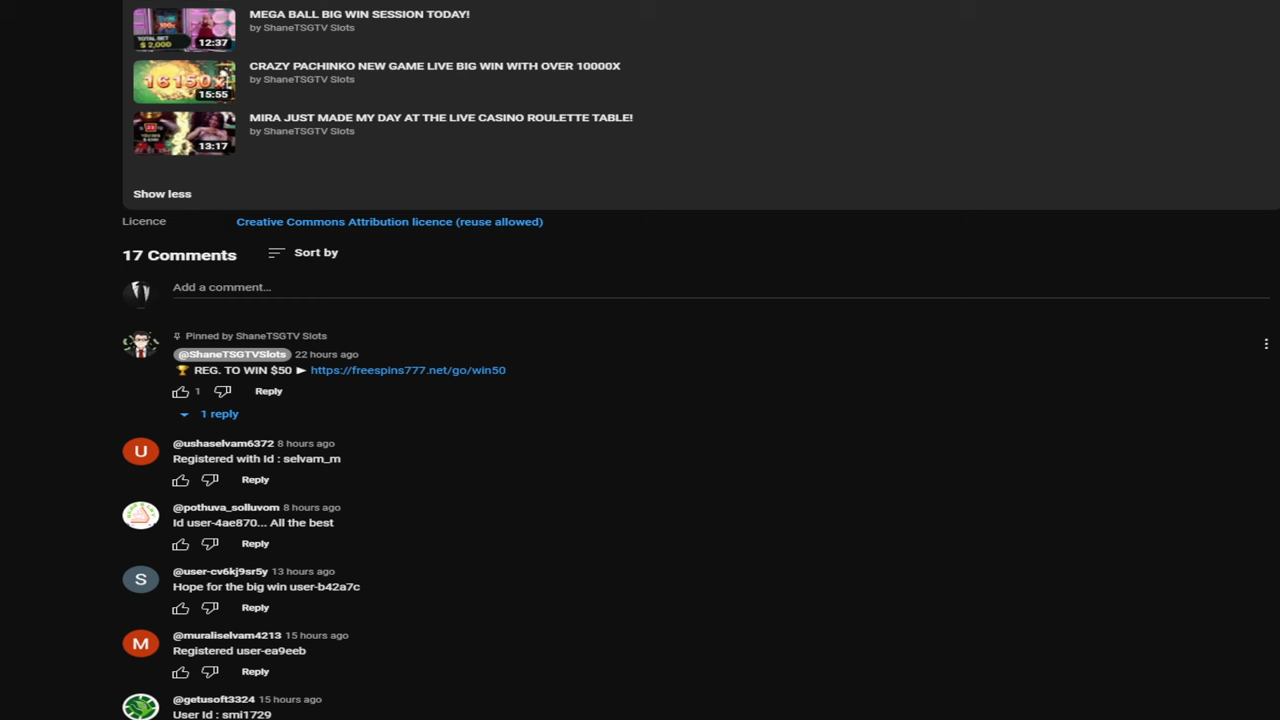 MEGA BALL BIG WIN SESSION TODAY!
by ShaneTSGTV Slots
TOTAL BET
$ 2,000
12:37
CRAZY PACHINKO NEW GAME LIVE BIG WIN WITH OVER 10000X
by ShaneTSGTV Slots
16150X
15:55
MIRA JUST MADE MY DAY AT THE LIVE CASINO ROULETTE TABLE!
by ShaneTSGTV Slots
13:17
Show less
Licence
Creative Commons Attribution licence (reuse allowed)
17 Comments
Sort by
Add a comment...
Pinned by ShaneTSGTV Slots
@ShaneTSGTVSlots 22 hours ago
🏆 REG. TO WIN $50 ► https://freespins777.net/go/win50
1
Reply
1 reply
U
@ushaselvam6372 8 hours ago
Registered with Id : selvam_m
Reply
@pothuva_solluvom 8 hours ago
Id user-4ae870... All the best
Reply
S
@user-cv6kj9sr5y 13 hours ago
Hope for the big win user-b42a7c
Reply
M
@muraliselvam4213 15 hours ago
Registered user-ea9eeb
Reply
@getusoft3324 15 hours ago
User Id : smi1729